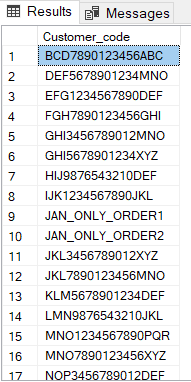 Results Messages
Customer_code
1 BCD7890123456ABC
2 DEF5678901234MNO
3 EFG1234567890DEF
4 FGH7890123456GHI
5 GHI3456789012MNO
6 GHI5678901234XYZ
7 HIJ9876543210DEF
8 IJK1234567890JKL
9 JAN_ONLY_ORDER1
10 JAN_ONLY_ORDER2
11 JKL3456789012XYZ
12 JKL7890123456MNO
13 KLM5678901234DEF
14 LMN9876543210JKL
15 MNO1234567890PQR
16 MNO7890123456XYZ
17 NOP3456789012DEF